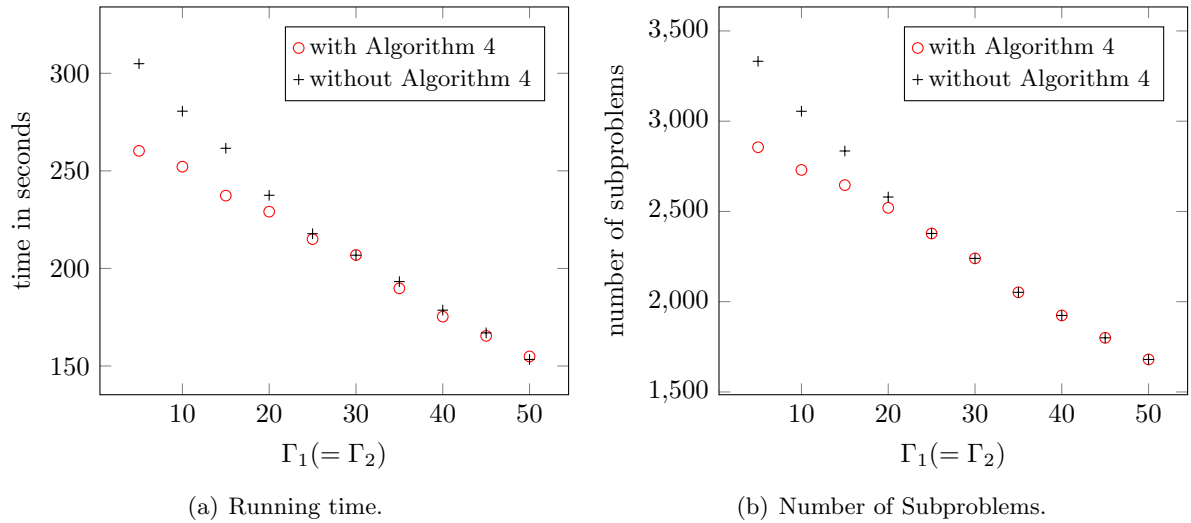 300
250
200
150
10 20 30 40 50
time in seconds
Γ₁(= Γ₂)
with Algorithm 4
without Algorithm 4
(a) Running time.
3,500
3,000
2,500
2,000
1,500
10 20 30 40 50
number of subproblems
Γ₁(= Γ₂)
with Algorithm 4
without Algorithm 4
(b) Number of Subproblems.